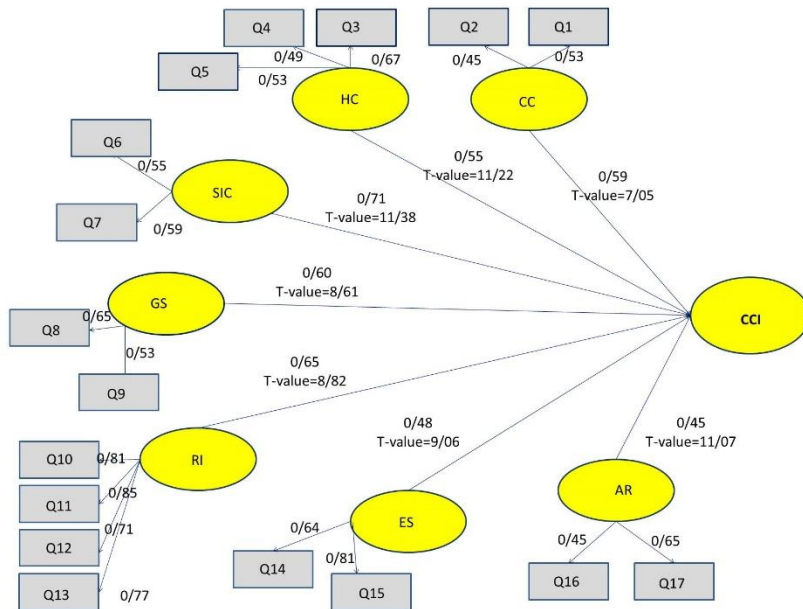 Q4
Q3
Q2
Q1
0/49
0/67
0/45
0/53
Q5
0/53
HC
CC
Q6
0/55
0/55
T-value=11/22
0/59
T-value=7/05
SIC
0/71
T-value=11/38
Q7
0/59
0/60
T-value=8/61
GS
CCI
Q8
0/65
0/53
Q9
0/65
T-value=8/82
0/48
T-value=9/06
0/45
T-value=11/07
Q10
0/81
RI
Q11
0/85
AR
Q12
0/71
ES
0/64
0/45
0/65
Q14
0/81
Q13
0/77
Q15
Q16
Q17